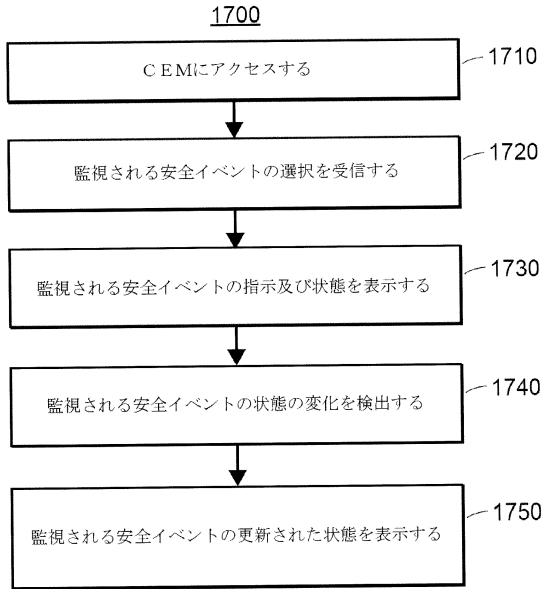 1700
CEMにアクセスする
1710
監視される安全イベントの選択を受信する
1720
監視される安全イベントの指示及び状態を表示する
1730
監視される安全イベントの状態の変化を検出する
1740
監視される安全イベントの更新された状態を表示する
1750